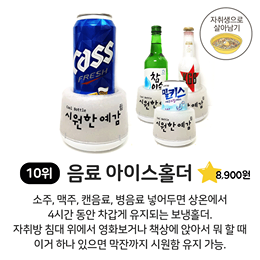 자취생으로
살아남기
cass
FRESH
Cool Bottle
시원한예감
참이슬
밀키스
시원한예감
10위 음료 아이스홀더 8,900원
소주, 맥주, 캔음료, 병음료 넣어두면 상온에서
4시간 동안 차갑게 유지되는 보냉홀더.
자취방 침대 위에서 영화보거나 책상에 앉아서 뭐 할 때
이거 하나 있으면 막잔까지 시원함 유지 가능.